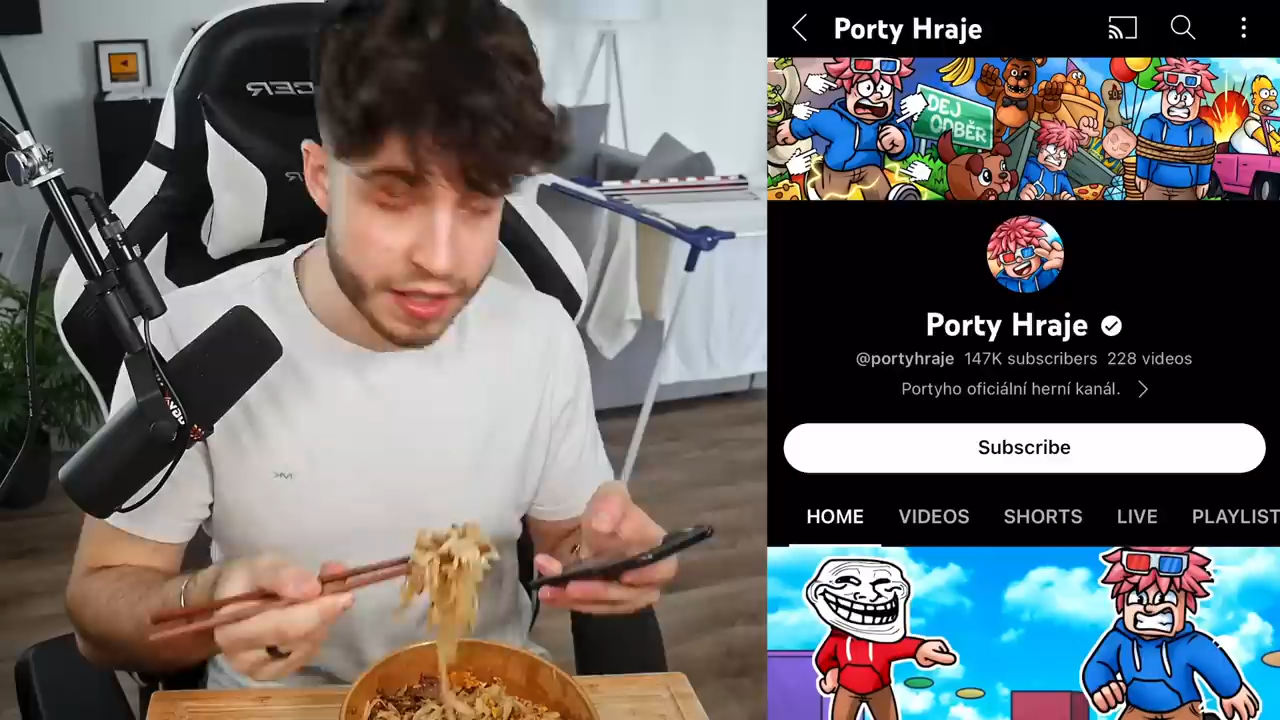 Porty Hraje
DEJ
ODBĚR
Porty Hraje
@portyhraje 147K subscribers 228 videos
Portyho oficiální herní kanál.
Subscribe
HOME VIDEOS SHORTS LIVE PLAYLIST